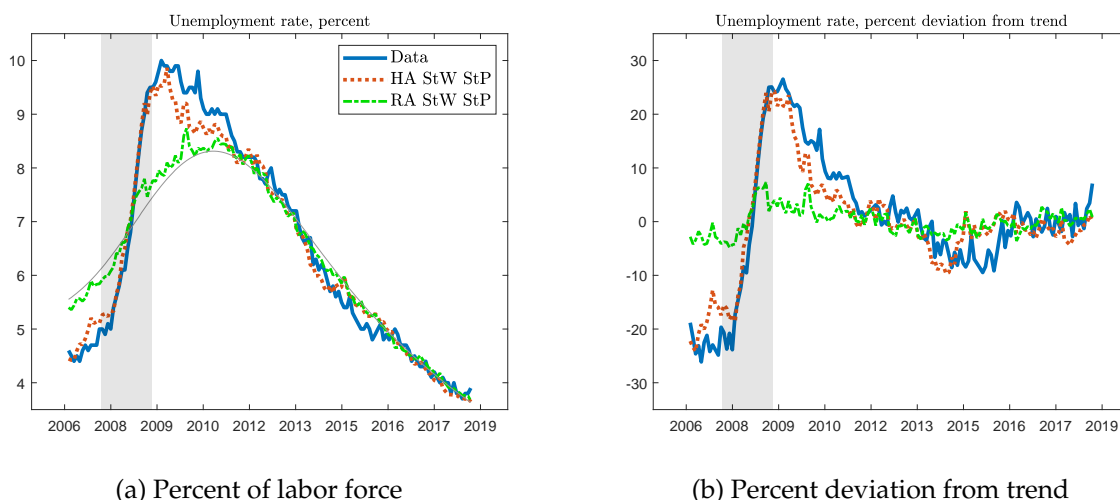 Unemployment rate, percent
10
9
8
7
6
5
4
2006 2008 2009 2010 2012 2013 2015 2016 2017 2019
Data
HA StW StP
RA StW StP
(a) Percent of labor force
Unemployment rate, percent deviation from trend
30
20
10
0
-10
-20
-30
2006 2008 2009 2010 2012 2013 2015 2016 2017 2019
(b) Percent deviation from trend